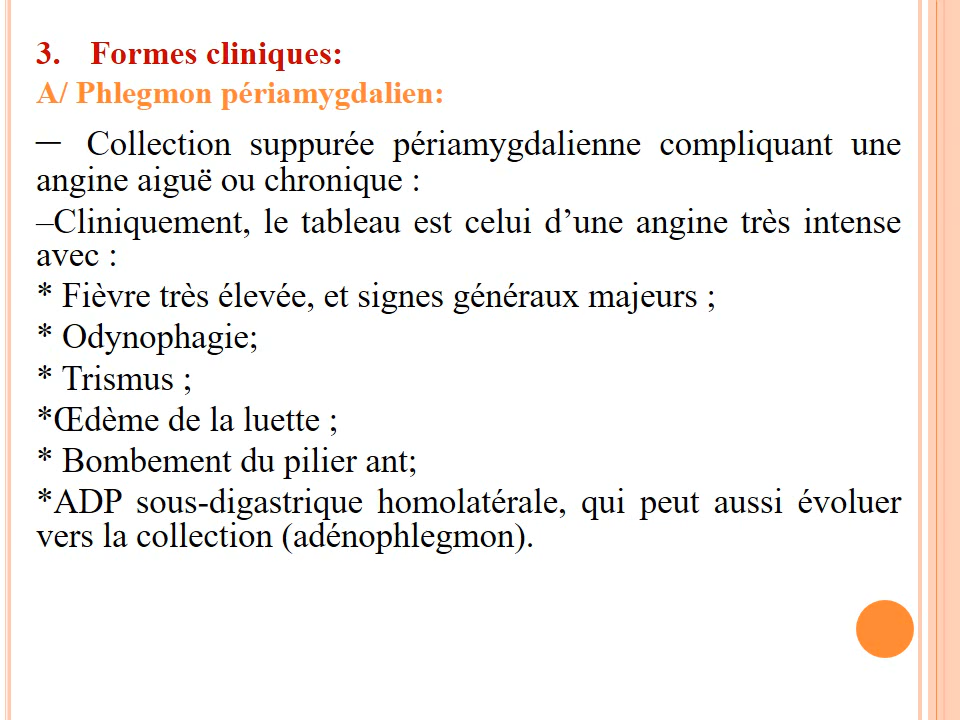 3. Formes cliniques:
A/ Phlegmon périamygdalien:
– Collection suppurée périamygdalienne compliquant une
angine aiguë ou chronique :
–Cliniquement, le tableau est celui d’une angine très intense
avec :
* Fièvre très élevée, et signes généraux majeurs ;
* Odynophagie;
* Trismus ;
*Œdème de la luette ;
* Bombement du pilier ant;
*ADP sous-digastrique homolatérale, qui peut aussi évoluer
vers la collection (adénophlegmon).